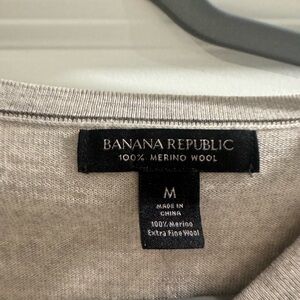 BANANA REPUBLIC
100% MERINO WOOL
M
MADE IN
CHINA
100% Merino
Extra Fine Wool